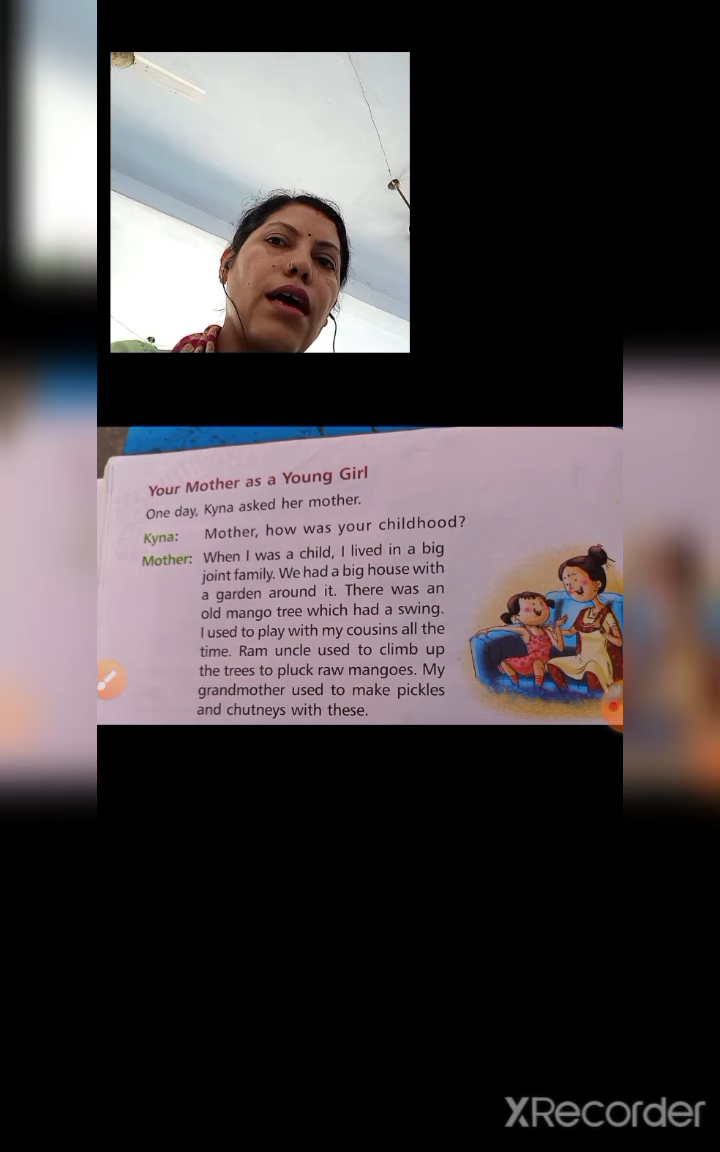 Your Mother as a Young Girl
One day, Kyna asked her mother.
Kyna: Mother, how was your childhood?
Mother: When I was a child, I lived in a big
joint family. We had a big house with
a garden around it. There was an
old mango tree which had a swing.
I used to play with my cousins all the
time. Ram uncle used to climb up
the trees to pluck raw mangoes. My
grandmother used to make pickles
and chutneys with these.
XRecorder